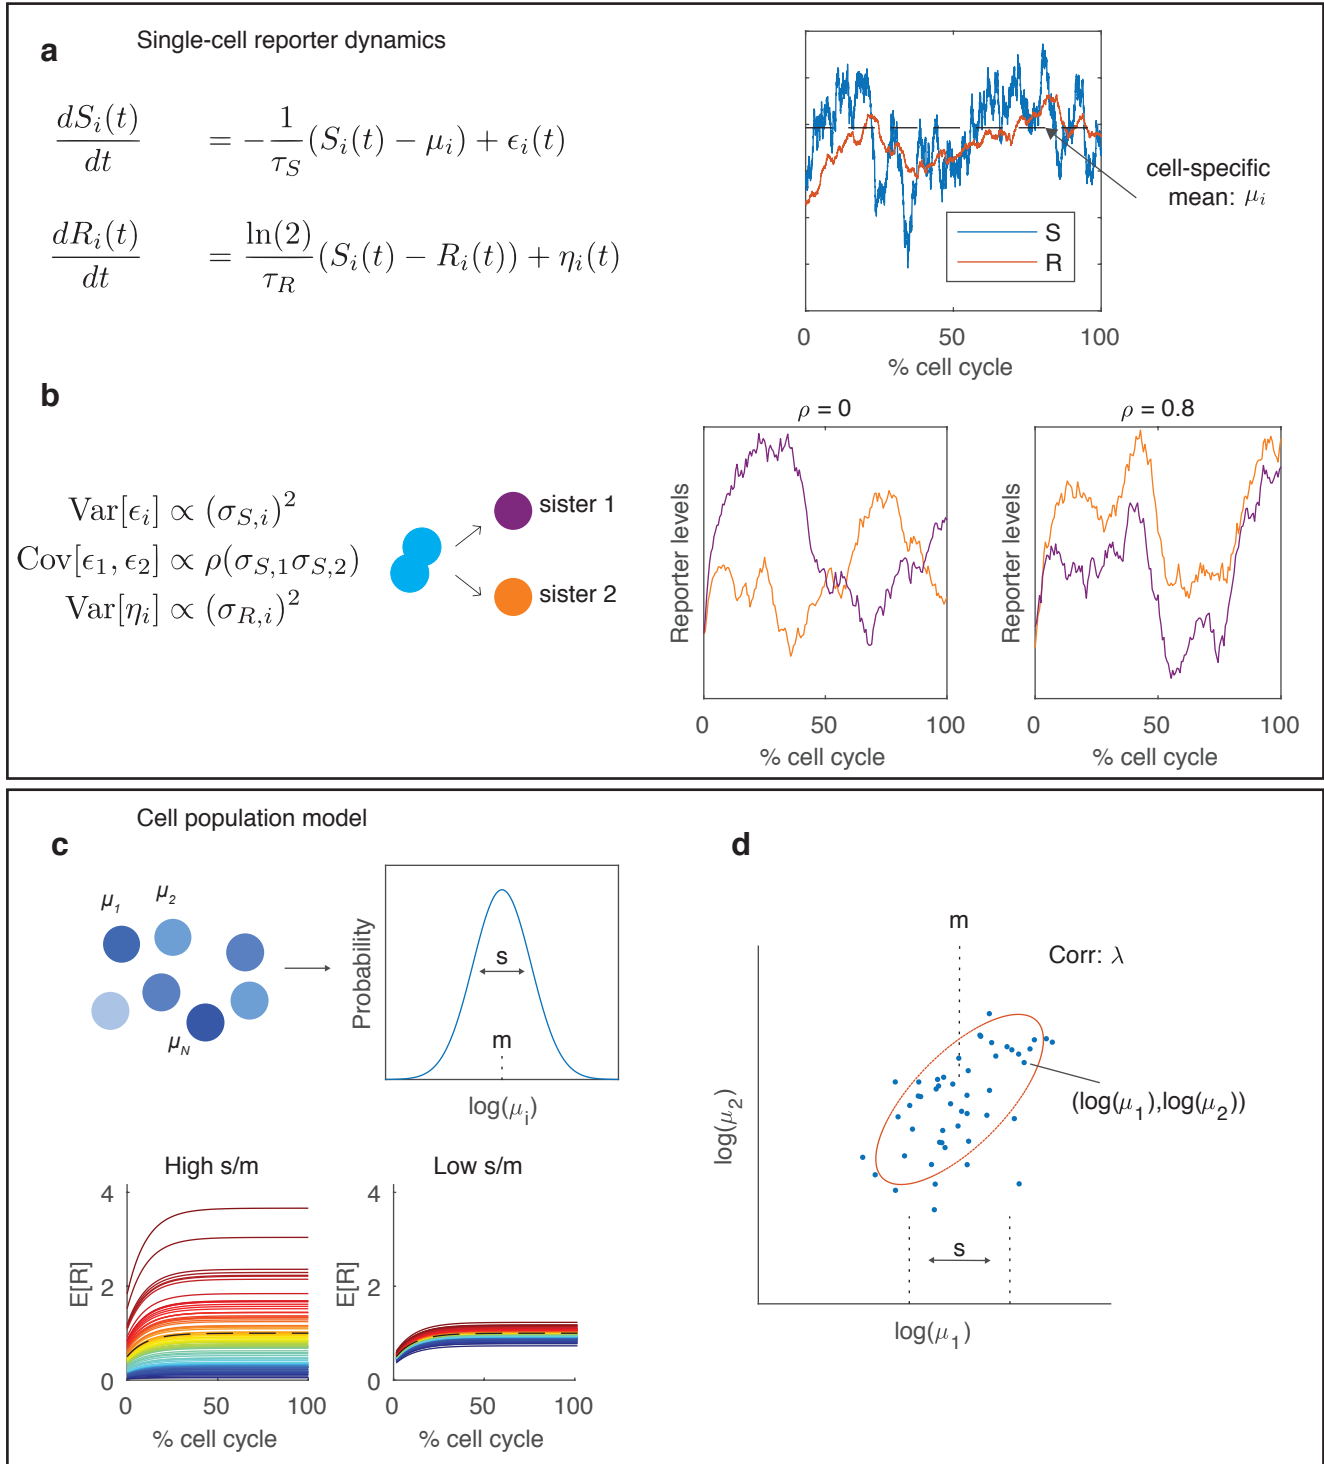 a
Single-cell reporter dynamics
dS_i(t)/dt = -1/τ_S (S_i(t) − μ_i) + ε_i(t)
dR_i(t)/dt = ln(2)/τ_R (S_i(t) − R_i(t)) + η_i(t)
S
R
cell-specific
mean: μ_i
0 50 100
% cell cycle
b
Var[ε_i] ∝ (σ_{S,i})^2
Cov[ε_1, ε_2] ∝ ρ(σ_{S,1}σ_{S,2})
Var[η_i] ∝ (σ_{R,i})^2
sister 1
sister 2
ρ = 0
Reporter levels
0 50 100
% cell cycle
ρ = 0.8
Reporter levels
0 50 100
% cell cycle
Cell population model
c
μ_1
μ_2
μ_N
Probability
s
m
log(μ_i)
High s/m
E[R]
4
2
0
0 50 100
% cell cycle
Low s/m
E[R]
4
2
0
0 50 100
% cell cycle
d
m
Corr: λ
log(μ_2)
(log(μ_1),log(μ_2))
s
log(μ_1)